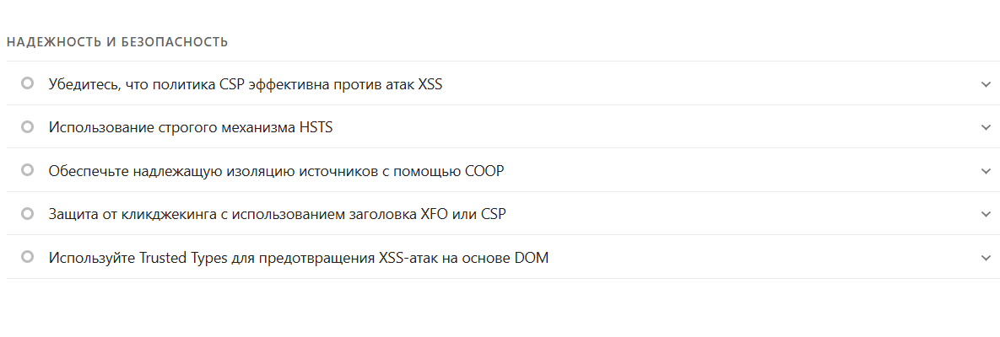 НАДЕЖНОСТЬ И БЕЗОПАСНОСТЬ
Убедитесь, что политика CSP эффективна против атак XSS
Использование строгого механизма HSTS
Обеспечьте надлежащую изоляцию источников с помощью COOP
Защита от кликджекинга с использованием заголовка XFO или CSP
Используйте Trusted Types для предотвращения XSS-атак на основе DOM